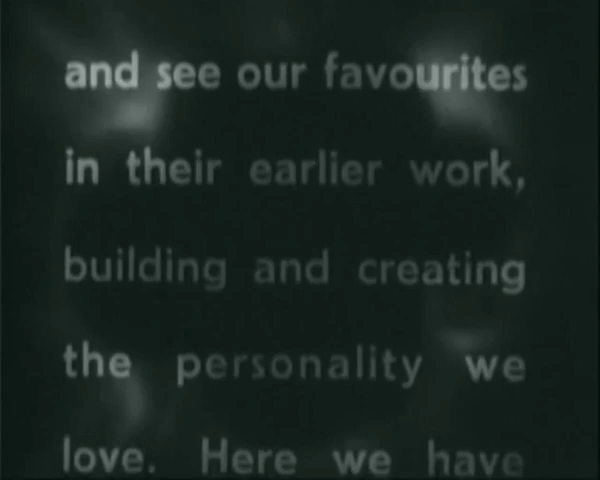 and see our favourites
in their earlier work,
building and creating
the personality we
love. Here we have